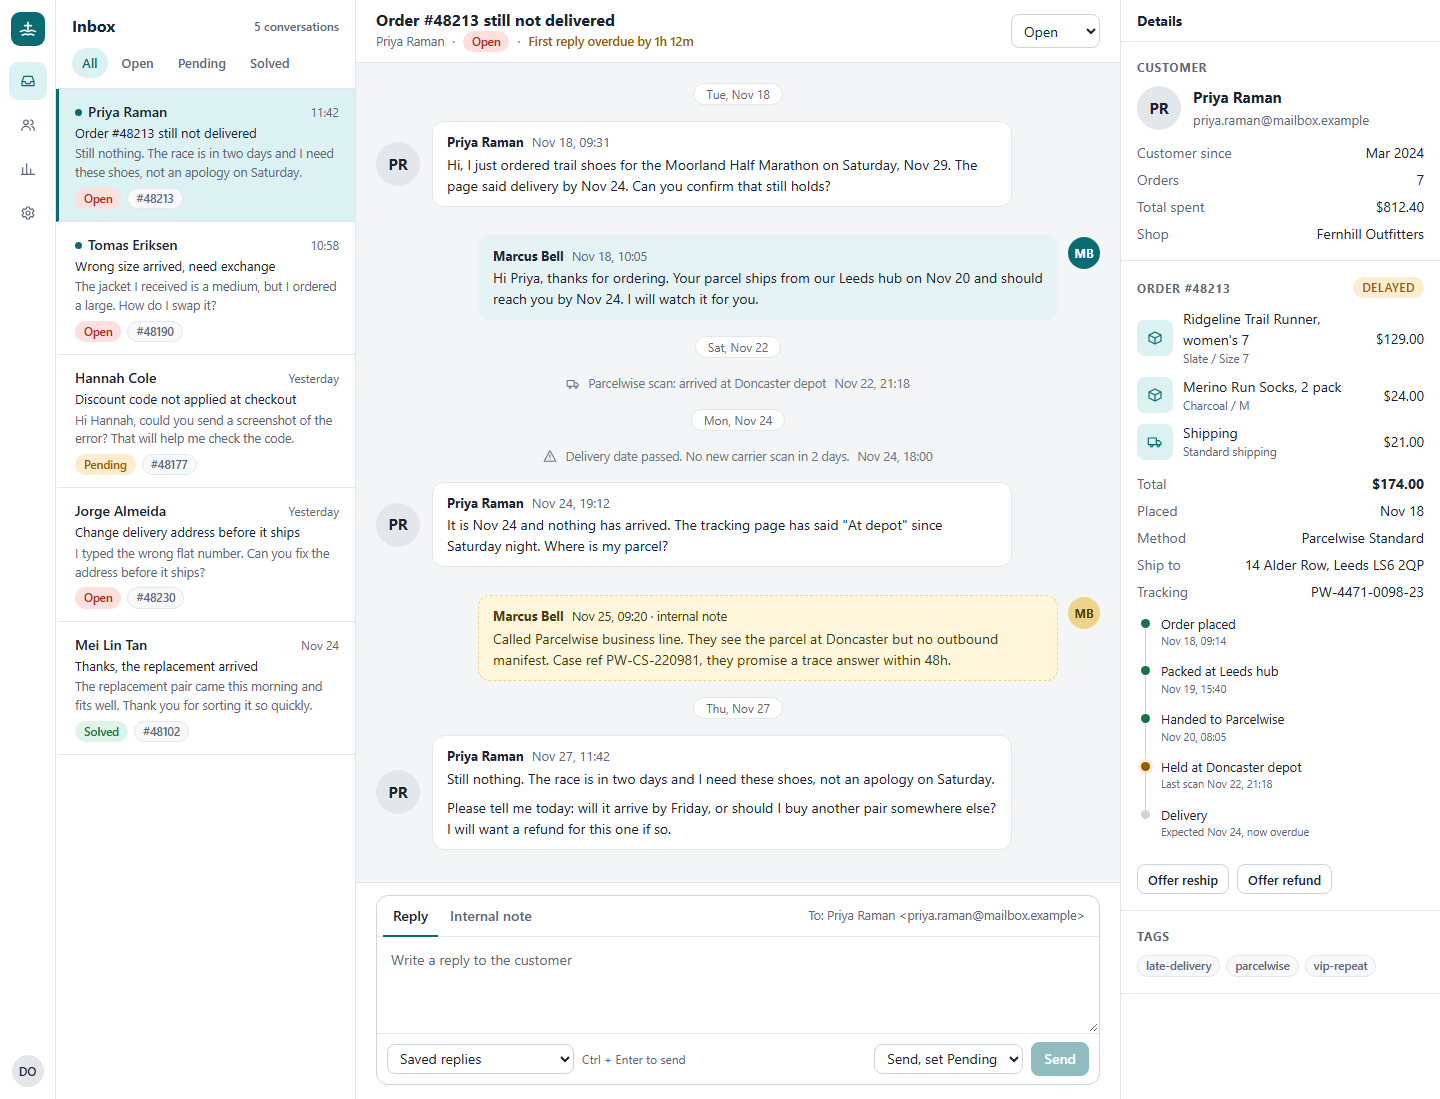 Inbox
5 conversations
All
Open
Pending
Solved
Priya Raman
11:42
Order #48213 still not delivered
Still nothing. The race is in two days and I need
these shoes, not an apology on Saturday.
Open
#48213
Tomas Eriksen
10:58
Wrong size arrived, need exchange
The jacket I received is a medium, but I ordered
a large. How do I swap it?
Open
#48190
Hannah Cole
Yesterday
Discount code not applied at checkout
Hi Hannah, could you send a screenshot of the
error? That will help me check the code.
Pending
#48177
Jorge Almeida
Yesterday
Change delivery address before it ships
I typed the wrong flat number. Can you fix the
address before it ships?
Open
#48230
Mei Lin Tan
Nov 24
Thanks, the replacement arrived
The replacement pair came this morning and
fits well. Thank you for sorting it so quickly.
Solved
#48102
DO
Order #48213 still not delivered
Priya Raman · Open · First reply overdue by 1h 12m
Open
Tue, Nov 18
PR
Priya Raman Nov 18, 09:31
Hi, I just ordered trail shoes for the Moorland Half Marathon on Saturday, Nov 29. The
page said delivery by Nov 24. Can you confirm that still holds?
Marcus Bell Nov 18, 10:05
Hi Priya, thanks for ordering. Your parcel ships from our Leeds hub on Nov 20 and should
reach you by Nov 24. I will watch it for you.
MB
Sat, Nov 22
Parcelwise scan: arrived at Doncaster depot Nov 22, 21:18
Mon, Nov 24
Delivery date passed. No new carrier scan in 2 days. Nov 24, 18:00
PR
Priya Raman Nov 24, 19:12
It is Nov 24 and nothing has arrived. The tracking page has said "At depot" since
Saturday night. Where is my parcel?
Marcus Bell Nov 25, 09:20 · internal note
Called Parcelwise business line. They see the parcel at Doncaster but no outbound
manifest. Case ref PW-CS-220981, they promise a trace answer within 48h.
MB
Thu, Nov 27
PR
Priya Raman Nov 27, 11:42
Still nothing. The race is in two days and I need these shoes, not an apology on Saturday.
Please tell me today: will it arrive by Friday, or should I buy another pair somewhere else?
I will want a refund for this one if so.
Reply
Internal note
To: Priya Raman <priya.raman@mailbox.example>
Write a reply to the customer
Saved replies
Ctrl + Enter to send
Send, set Pending
Send
Details
CUSTOMER
PR
Priya Raman
priya.raman@mailbox.example
Customer since
Mar 2024
Orders
7
Total spent
$812.40
Shop
Fernhill Outfitters
ORDER #48213
DELAYED
Ridgeline Trail Runner,
women's 7
Slate / Size 7
$129.00
Merino Run Socks, 2 pack
Charcoal / M
$24.00
Shipping
Standard shipping
$21.00
Total
$174.00
Placed
Nov 18
Method
Parcelwise Standard
Ship to
14 Alder Row, Leeds LS6 2QP
Tracking
PW-4471-0098-23
Order placed
Nov 18, 09:14
Packed at Leeds hub
Nov 19, 15:40
Handed to Parcelwise
Nov 20, 08:05
Held at Doncaster depot
Last scan Nov 22, 21:18
Delivery
Expected Nov 24, now overdue
Offer reship
Offer refund
TAGS
late-delivery
parcelwise
vip-repeat